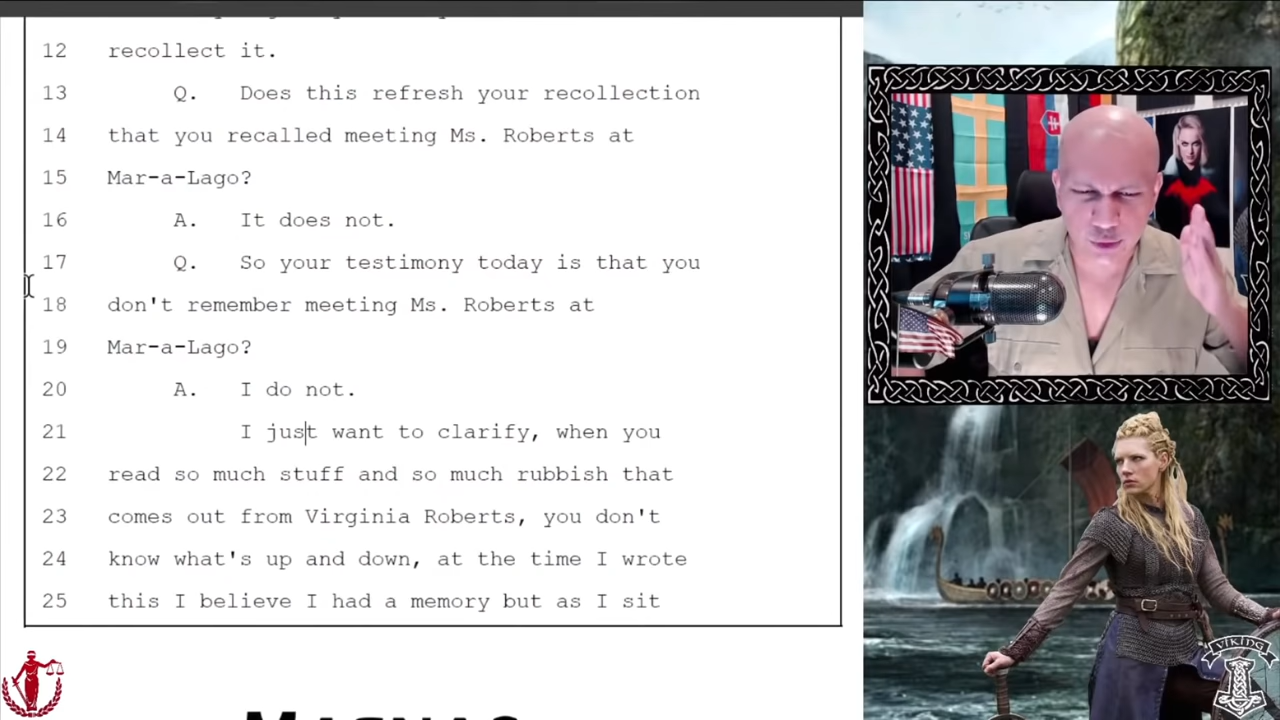 12 recollect it.
13 Q. Does this refresh your recollection
14 that you recalled meeting Ms. Roberts at
15 Mar-a-Lago?
16 A. It does not.
17 Q. So your testimony today is that you
18 don't remember meeting Ms. Roberts at
19 Mar-a-Lago?
20 A. I do not.
21 I just want to clarify, when you
22 read so much stuff and so much rubbish that
23 comes out from Virginia Roberts, you don't
24 know what's up and down, at the time I wrote
25 this I believe I had a memory but as I sit
VIKING